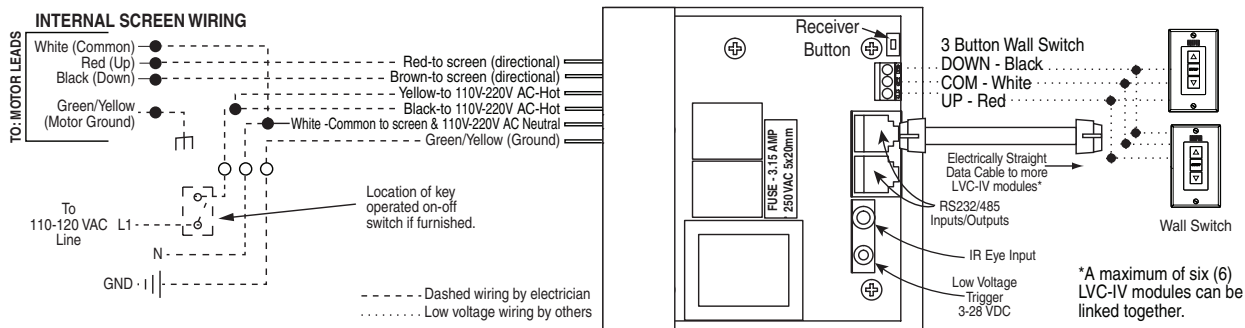 INTERNAL SCREEN WIRING
TO: MOTOR LEADS
White (Common)
Red (Up)
Black (Down)
Green/Yellow
(Motor Ground)
Red-to screen (directional)
Brown-to screen (directional)
Yellow-to 110V-220V AC-Hot
Black-to 110V-220V AC-Hot
White -Common to screen & 110V-220V AC Neutral
Green/Yellow (Ground)
To
110-120 VAC
Line
L1
N
GND
Location of key
operated on-off
switch if furnished.
Dashed wiring by electrician
Low voltage wiring by others
Receiver
Button
FUSE - 3.15 AMP
250VAC 5x20mm
3 Button Wall Switch
DOWN - Black
COM - White
UP - Red
Electrically Straight
Data Cable to more
LVC-IV modules*
RS232/485
Inputs/Outputs
IR Eye Input
Low Voltage
Trigger
3-28 VDC
Wall Switch
*A maximum of six (6)
LVC-IV modules can be
linked together.